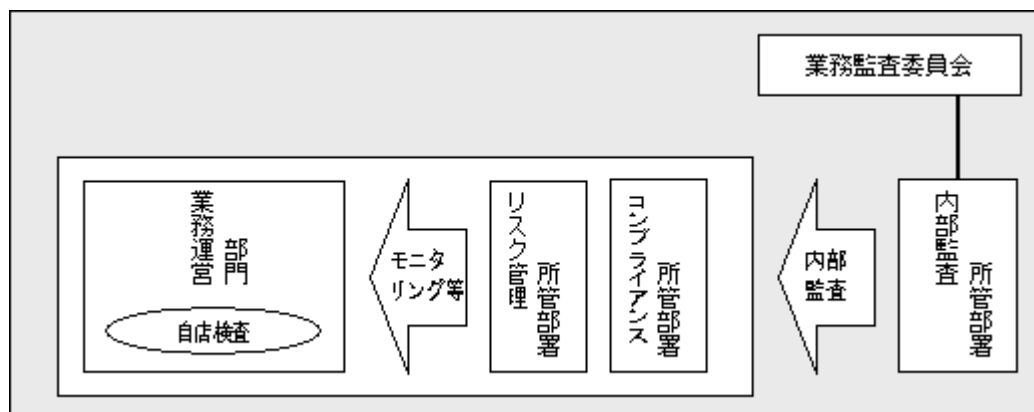 業務監査委員会
業務運営
部門
自店検査
モニタ
リング等
リスク管理
所管部署
コンプライアンス
所管部署
内部
監査
内部監査
所管部署